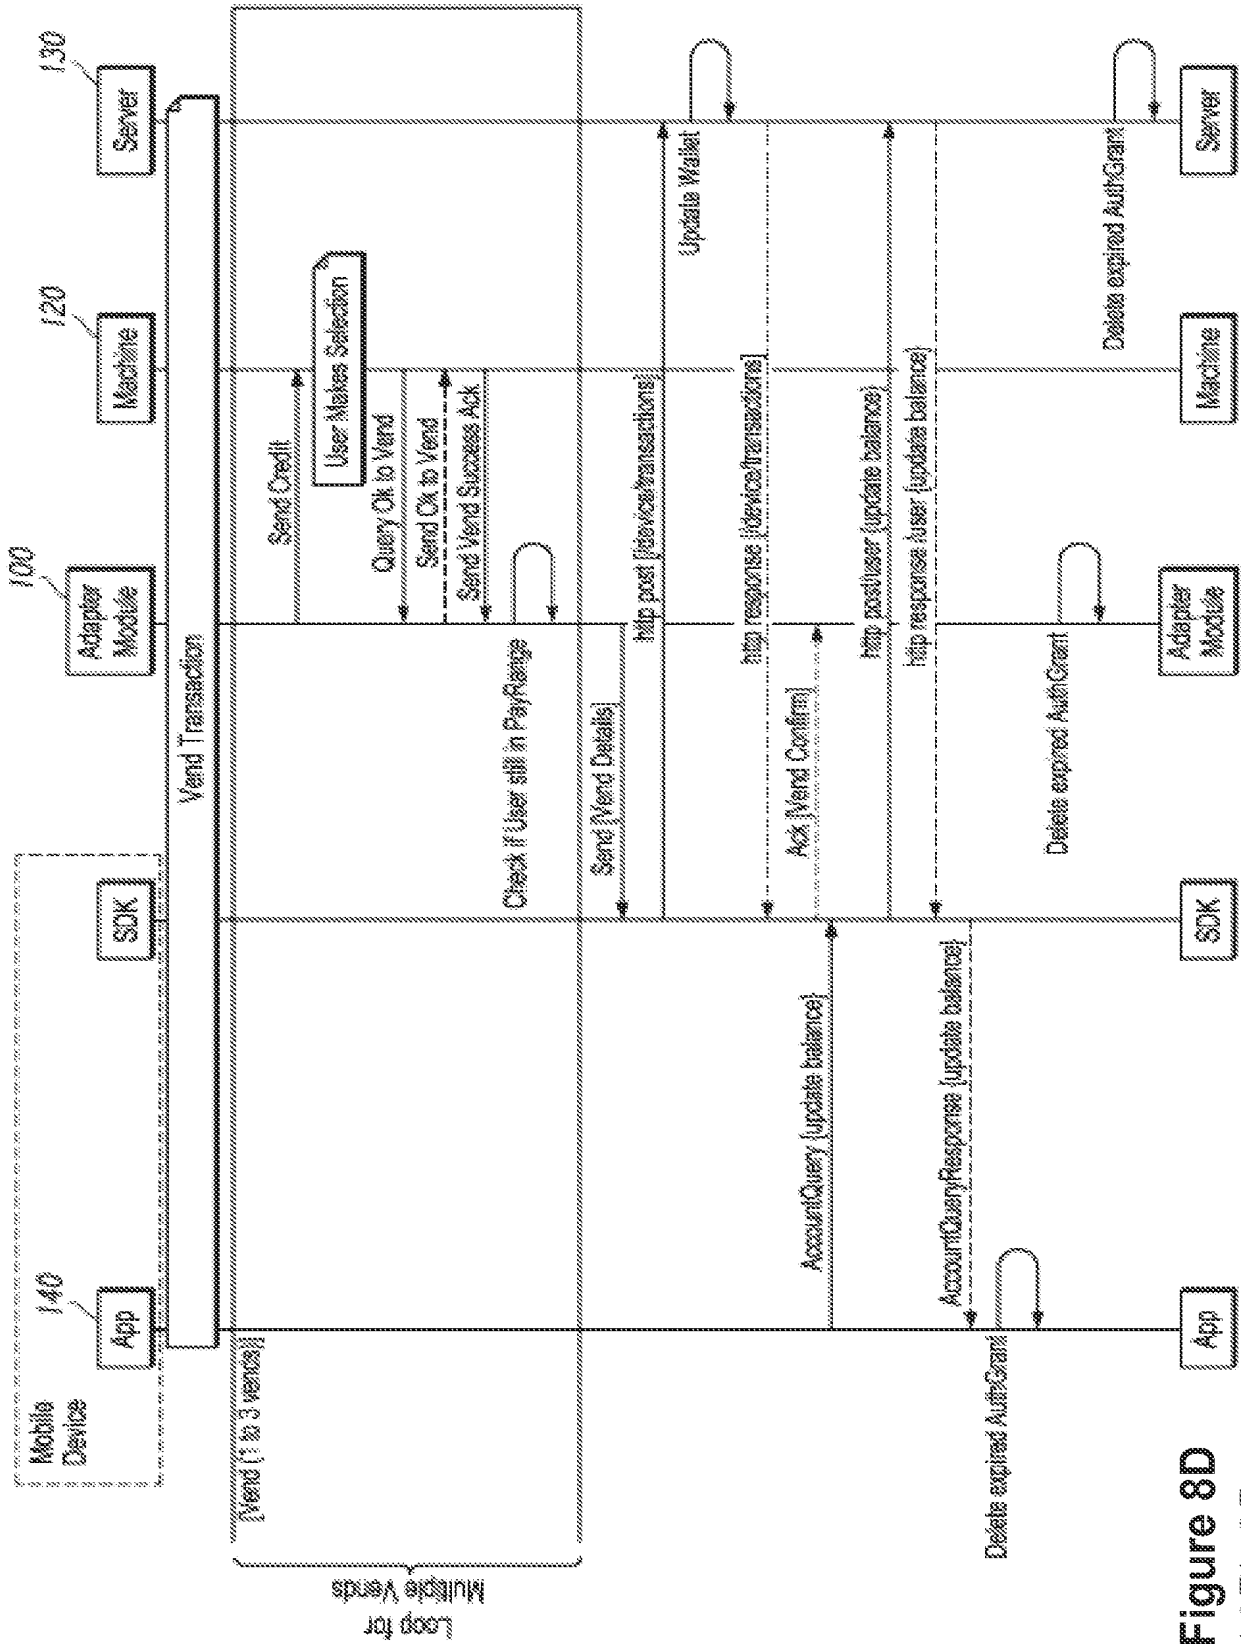 Mobile
Device
App
140
SDK
Adapter
Module
100
Machine
120
Server
130
Vend Transaction
[Vend (1 to 3 vends)]
Loop for
Multiple Vends
Send Credit
User Makes Selection
Query Ok to Vend
Send Ok to Vend
Send Vend Success Ack
Check if User still in PayRange
Send [Vend Details]
http post [/device/transactions]
Update Wallet
http response [/device/transactions]
Ack [Vend Confirm]
AccountQuery {update balance}
http post/user {update balance}
http response /user {update balance}
AccountQueryResponse {update balance}
Delete expired AuthGrant
Delete expired AuthGrant
Delete expired AuthGrant
App
SDK
Adapter
Module
Machine
Server
Figure 8D